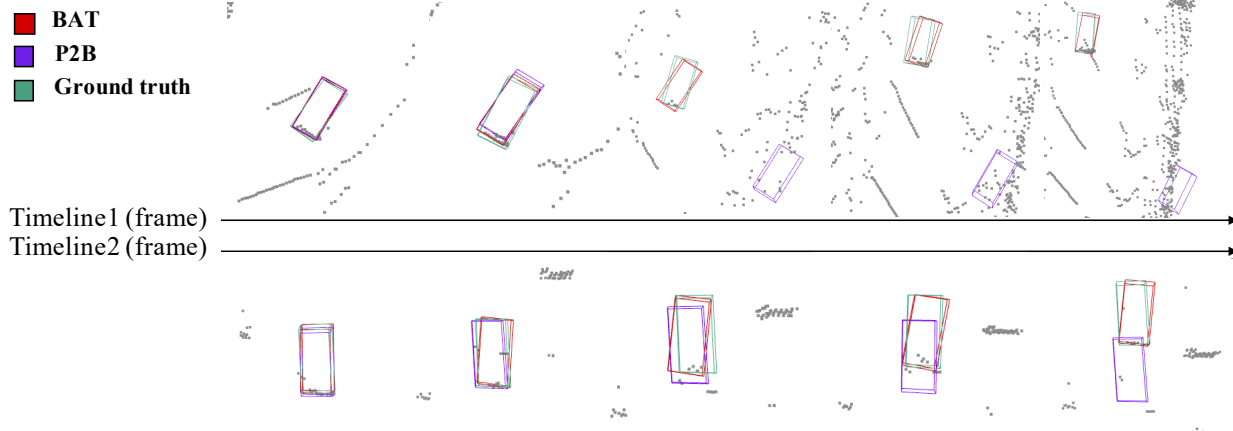 BAT
P2B
Ground truth
Timeline1 (frame)
Timeline2 (frame)